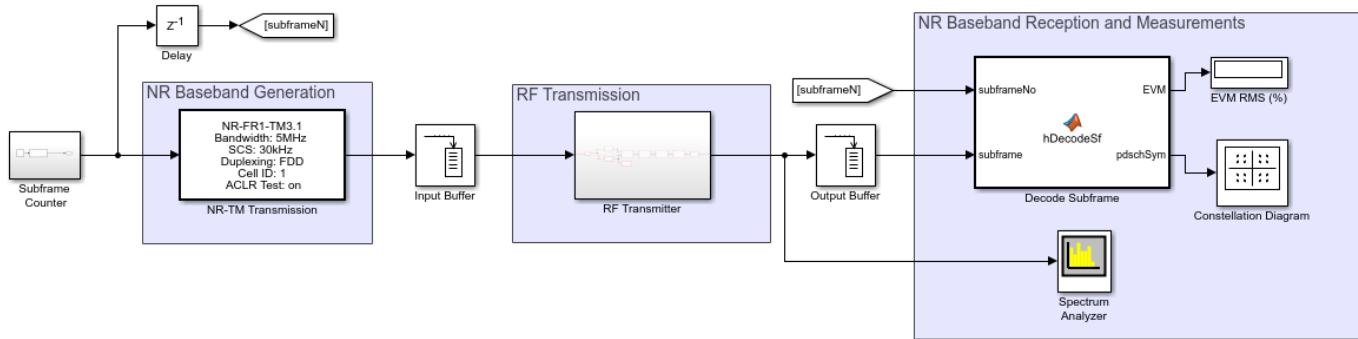 Z-1
[subframeN]
Delay
NR Baseband Generation
NR-FR1-TM3.1
Bandwidth: 5MHz
SCS: 30kHz
Duplexing: FDD
Cell ID: 1
ACLR Test: on
NR-TM Transmission
Subframe
Counter
Input Buffer
RF Transmission
RF Transmitter
Output Buffer
[subframeN]
NR Baseband Reception and Measurements
subframeNo
subframe
hDecodeSf
EVM
pdschSym
Decode Subframe
EVM RMS (%)
Constellation Diagram
Spectrum
Analyzer